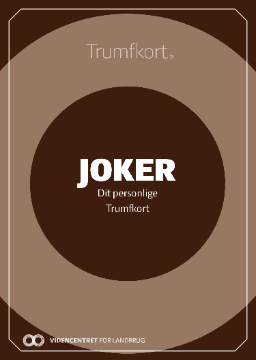 Trumfkort®
JOKER
Dit personlige
Trumfkort
VIDENCENTRET FOR LANDBRUG